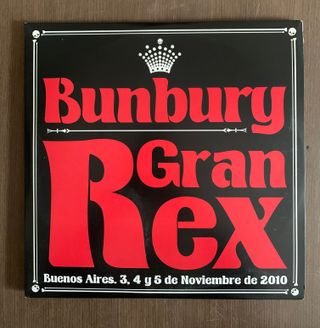 Bunbury
Gran
Rex
Buenos Aires. 3, 4 y 5 de Noviembre de 2010